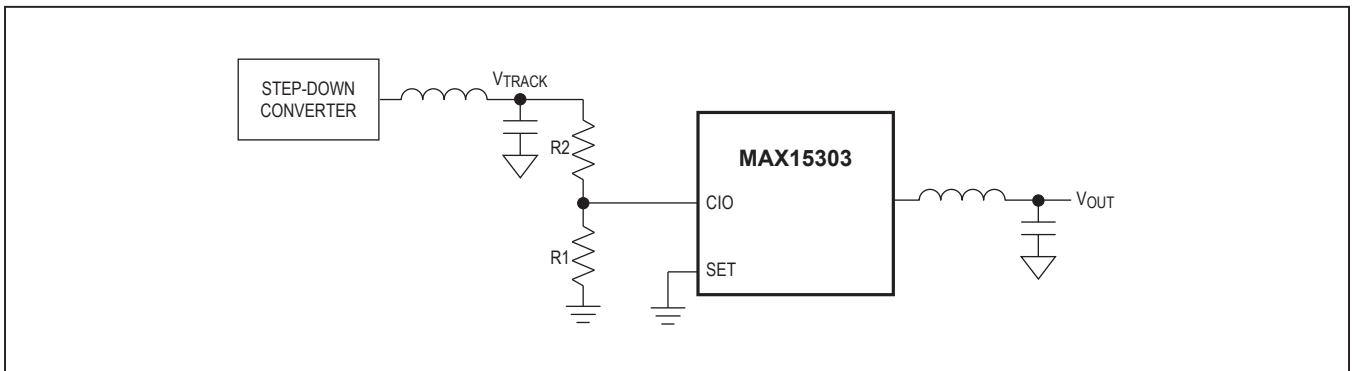 STEP-DOWN
CONVERTER
VTRACK
R2
MAX15303
CIO
VOUT
R1
SET